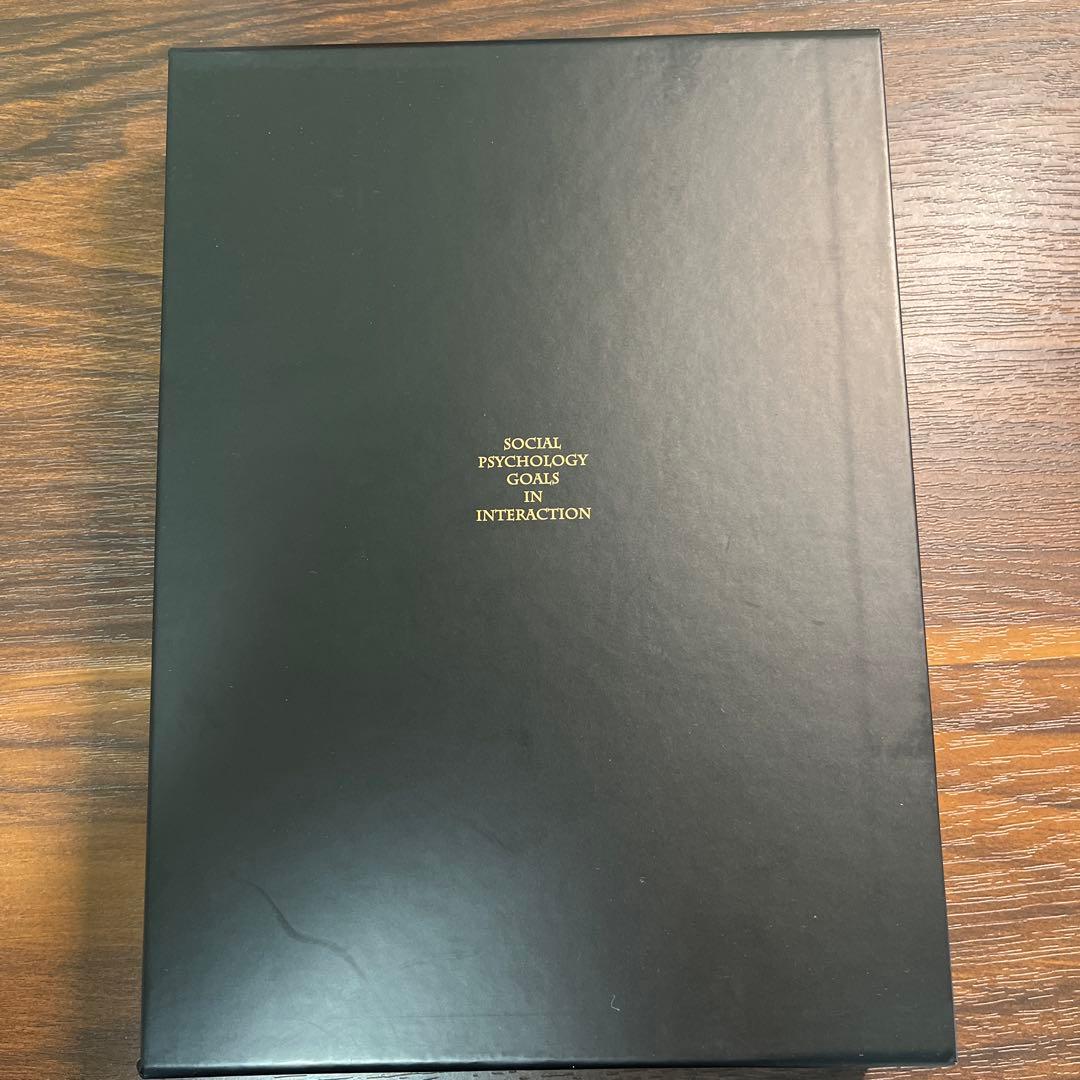 SOCIAL
PSYCHOLOGY
GOALS
IN
INTERACTION